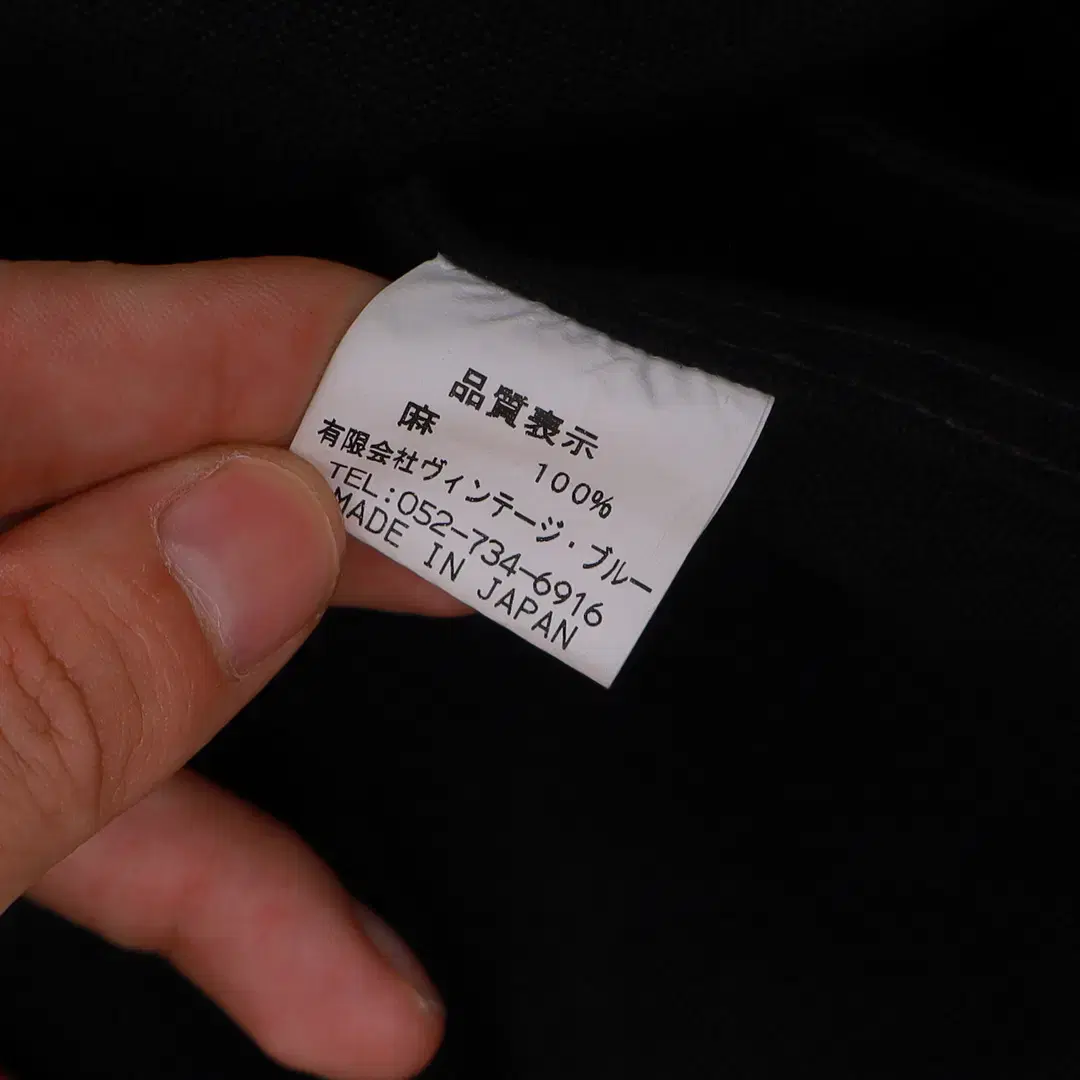 品質表示
麻 100%
有限会社ヴィンテージ・ブルー
TEL:052-734-6916
MADE IN JAPAN